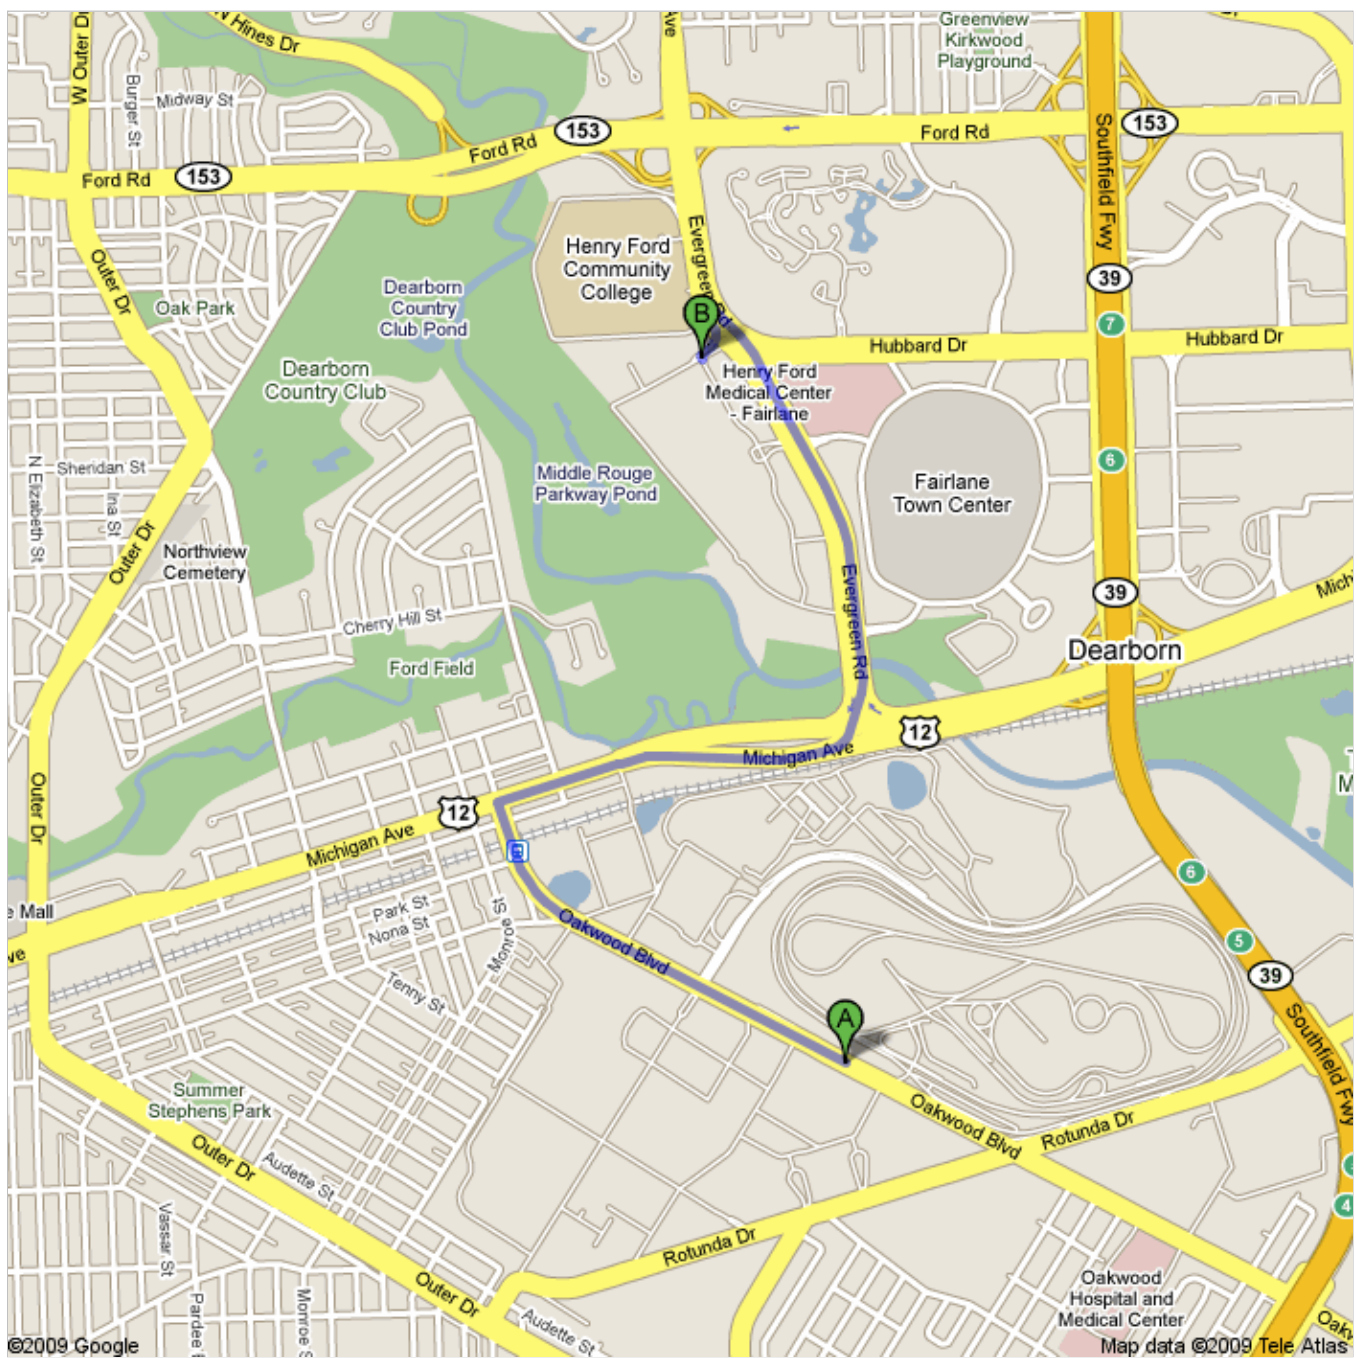 W Outer Dr
N Hines Dr
Ave
Greenview
Kirkwood
Playground
Burger St
Midway St
153
Ford Rd
153
Southfield Fwy
Ford Rd
Ford Rd
153
Evergreen Rd
Henry Ford
Community
College
Outer Dr
Oak Park
Dearborn
Country
Club Pond
39
B
7
Hubbard Dr
Hubbard Dr
Dearborn
Country Club
Henry Ford
Medical Center
- Fairlane
N Elizabeth St
Sheridan St
Ina St
Middle Rouge
Parkway Pond
6
Fairlane
Town Center
Outer Dr
Northview
Cemetery
Evergreen Rd
39
Mich
Cherry Hill St
Ford Field
Dearborn
12
Michigan Ave
Outer Dr
12
Michigan Ave
T
M
6
e Mall
Park St
Nona St
Monroe St
Oakwood Blvd
5
ve
39
Tenny St
A
Southfield Fwy
Summer
Stephens Park
Oakwood Blvd
Rotunda Dr
Outer Dr
Audette St
4
Vassar St
Rotunda Dr
Oakwood
Hospital and
Medical Center
Outer Dr
Pardee
Monroe S
Audette St
Oakw
©2009 Google
Map data ©2009 Tele Atlas